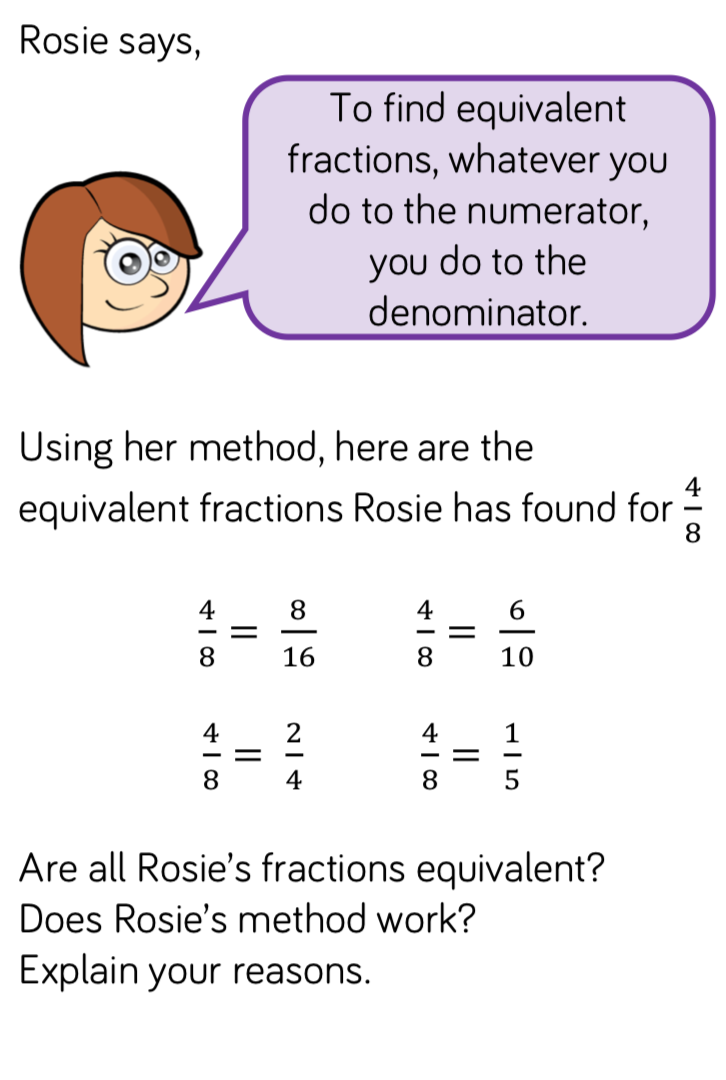 Rosie says,
To find equivalent
fractions, whatever you
do to the numerator,
you do to the
denominator.
Using her method, here are the
equivalent fractions Rosie has found for 4/8
4/8 = 8/16 4/8 = 6/10
4/8 = 2/4 4/8 = 1/5
Are all Rosie’s fractions equivalent?
Does Rosie’s method work?
Explain your reasons.